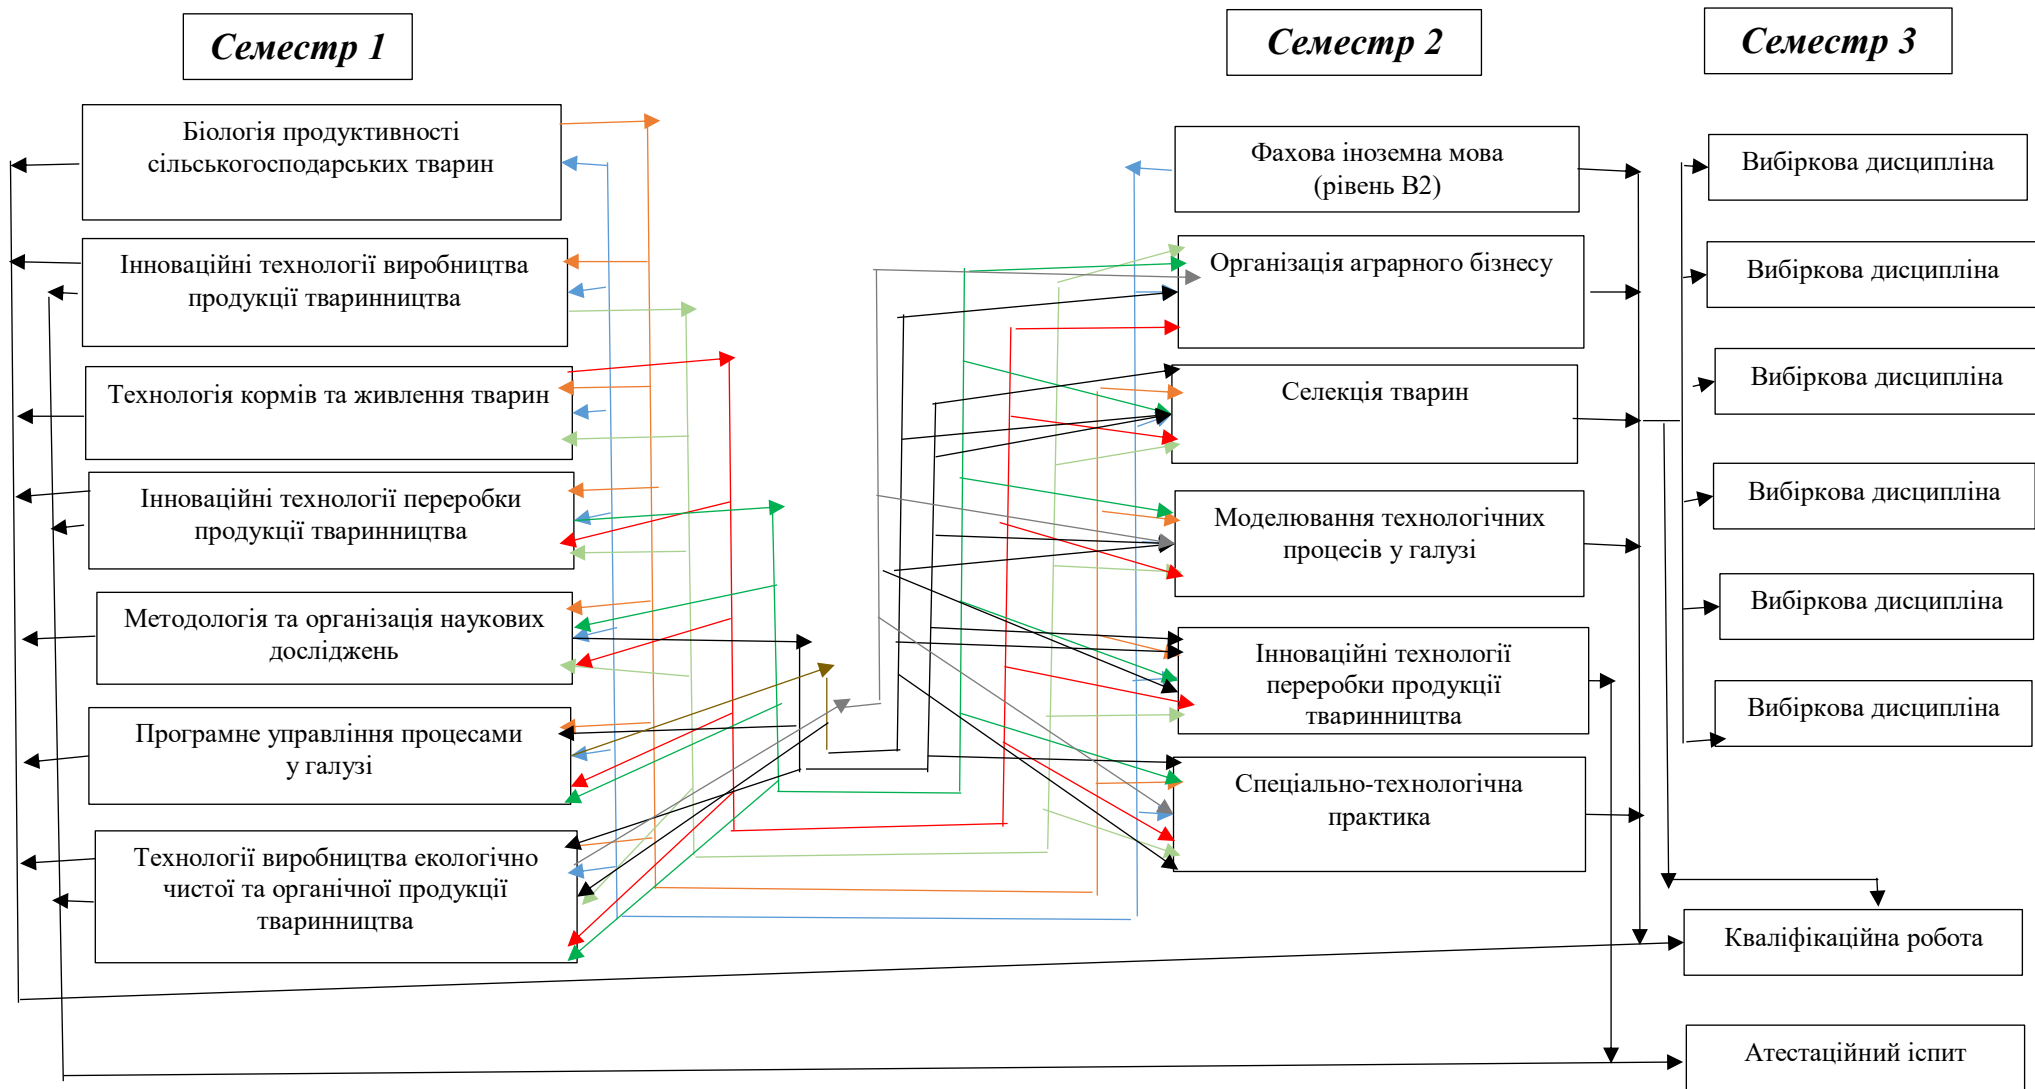 Семестр 1
Біологія продуктивності
сільськогосподарських тварин
Інноваційні технології виробництва
продукції тваринництва
Технологія кормів та живлення тварин
Інноваційні технології переробки
продукції тваринництва
Методологія та організація наукових
досліджень
Програмне управління процесами
у галузі
Технології виробництва екологічно
чистої та органічної продукції
тваринництва
Семестр 2
Фахова іноземна мова
(рівень В2)
Організація аграрного бізнесу
Селекція тварин
Моделювання технологічних
процесів у галузі
Інноваційні технології
переробки продукції
тваринництва
Спеціально-технологічна
практика
Семестр 3
Вибіркова дисципліна
Вибіркова дисципліна
Вибіркова дисципліна
Вибіркова дисципліна
Вибіркова дисципліна
Вибіркова дисципліна
Кваліфікаційна робота
Атестаційний іспит